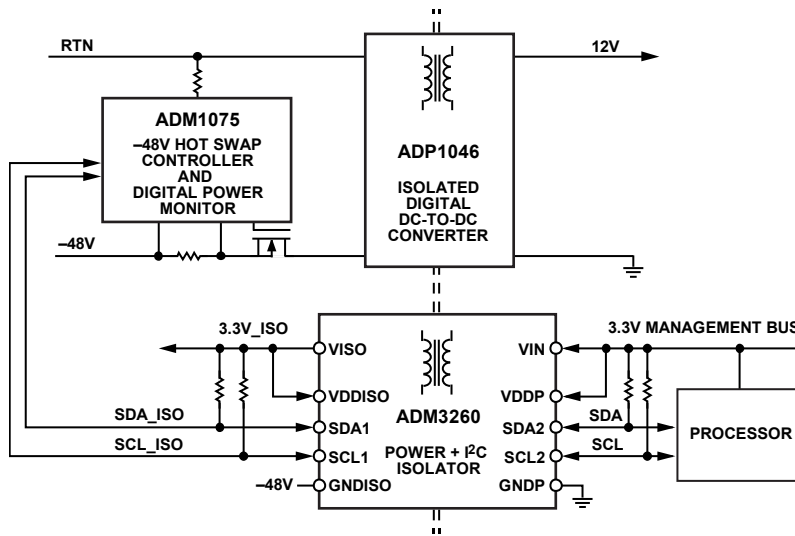 RTN
12V
ADM1075
–48V HOT SWAP
CONTROLLER
AND
DIGITAL POWER
MONITOR
ADP1046
ISOLATED
DIGITAL
DC-TO-DC
CONVERTER
–48V
3.3V_ISO
3.3V MANAGEMENT BUS
VISO
VIN
VDDISO
VDDP
ADM3260
SDA_ISO
SDA1
SDA2
SDA
PROCESSOR
SCL_ISO
SCL1
POWER + I²C
ISOLATOR
SCL2
SCL
–48V
GNDISO
GNDP